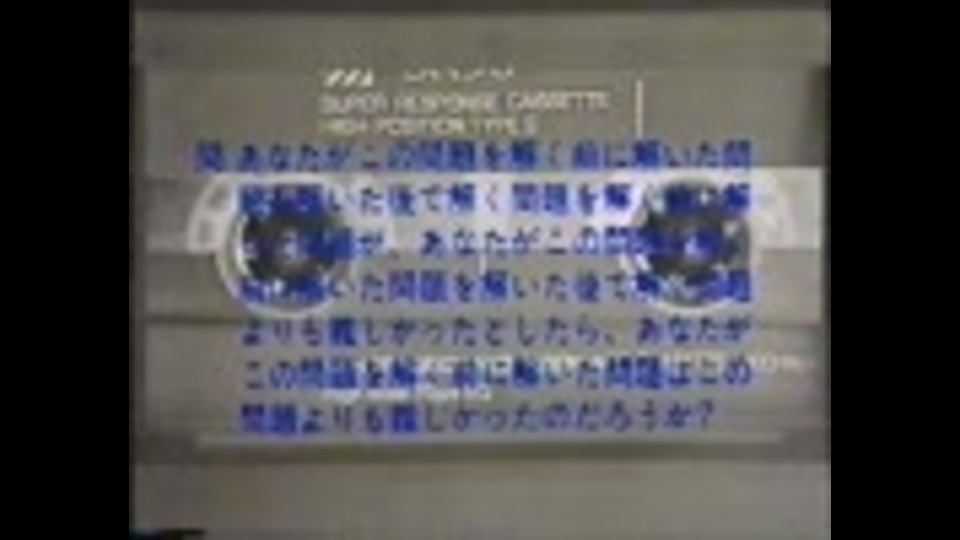 SUPER RESPONSE CASSETTE
HIGH POSITION TYPE II
問 あなたがこの問題を解く前に解いた問
題を解いた後で解く問題を解く前に解
いた問題が、あなたがこの問題を解く
前に解いた問題を解いた後で解く問題
よりも難しかったとしたら、あなたが
この問題を解く前に解いた問題はこの
問題よりも難しかったのだろうか?